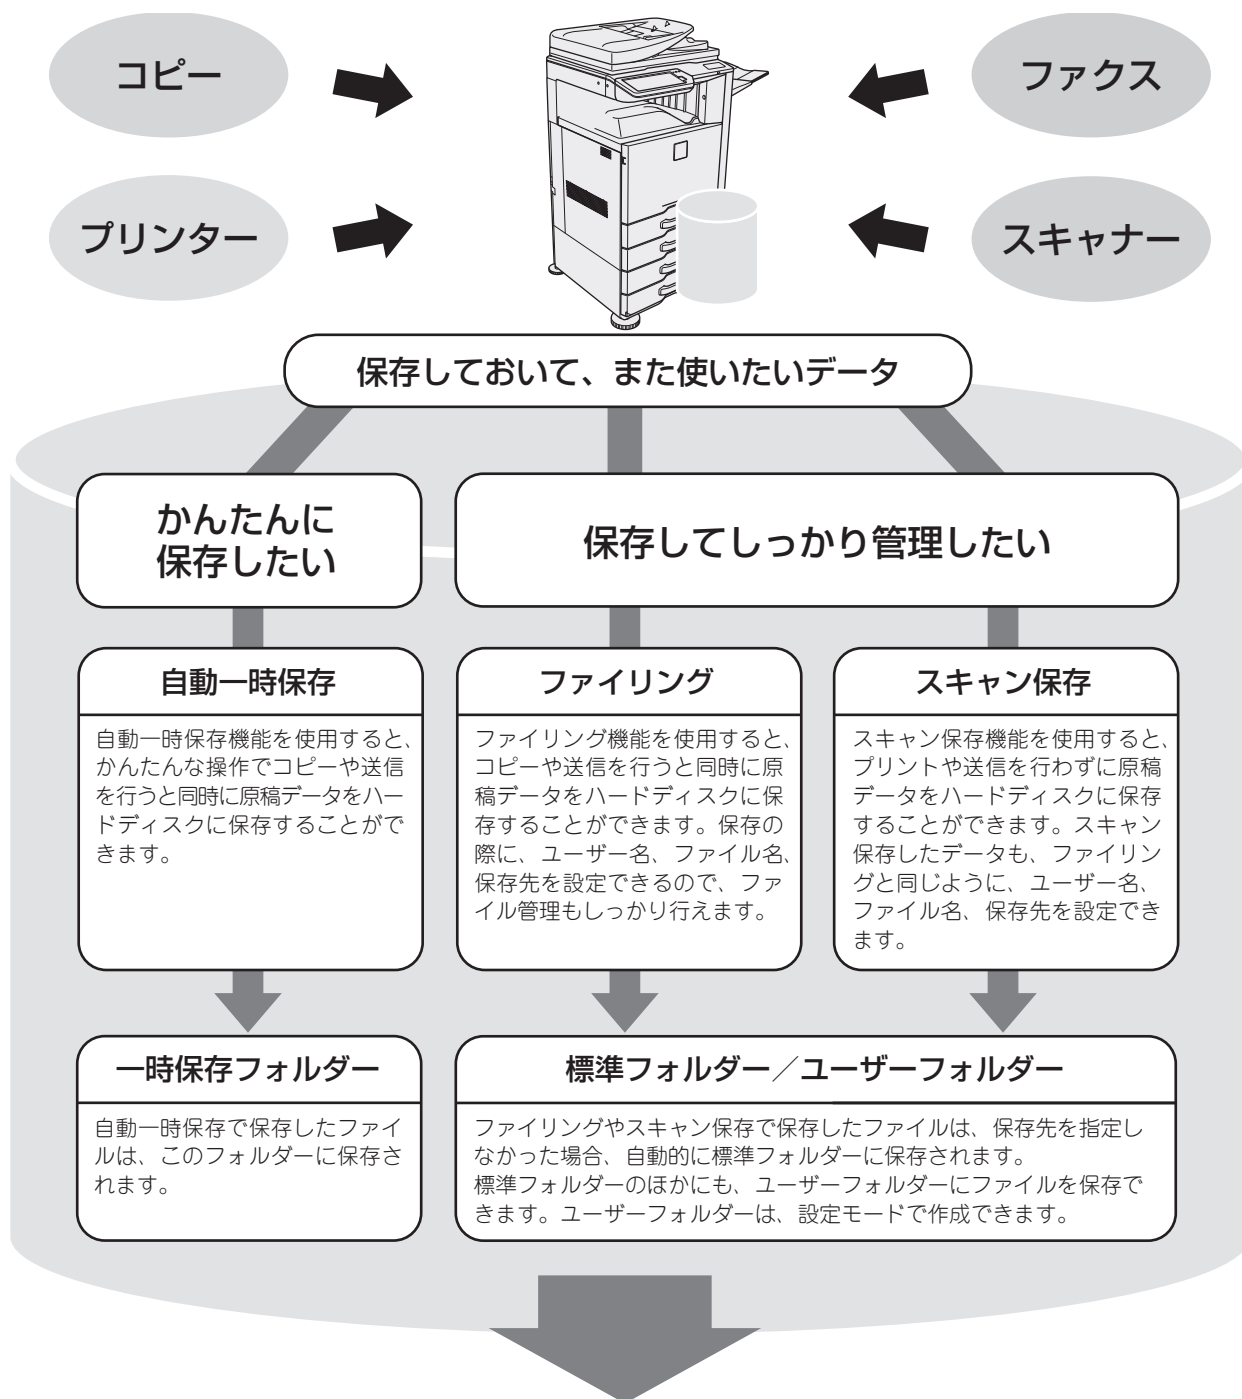 コピー
ファクス
プリンター
スキャナー
保存しておいて、また使いたいデータ
かんたんに
保存したい
保存してしっかり管理したい
自動一時保存
自動一時保存機能を使用すると、
かんたんな操作でコピーや送信
を行うと同時に原稿データをハー
ドディスクに保存することがで
きます。
ファイリング
ファイリング機能を使用すると、
コピーや送信を行うと同時に原
稿データをハードディスクに保
存することができます。保存の
際に、ユーザー名、ファイル名、
保存先を設定できるので、ファ
イル管理もしっかり行えます。
スキャン保存
スキャン保存機能を使用すると、
プリントや送信を行わずに原稿
データをハードディスクに保存
することができます。スキャン
保存したデータも、ファイリン
グと同じように、ユーザー名、
ファイル名、保存先を設定でき
ます。
一時保存フォルダー
自動一時保存で保存したファイ
ルは、このフォルダーに保存さ
れます。
標準フォルダー／ユーザーフォルダー
ファイリングやスキャン保存で保存したファイルは、保存先を指定し
なかった場合、自動的に標準フォルダーに保存されます。
標準フォルダーのほかにも、ユーザーフォルダーにファイルを保存で
きます。ユーザーフォルダーは、設定モードで作成できます。